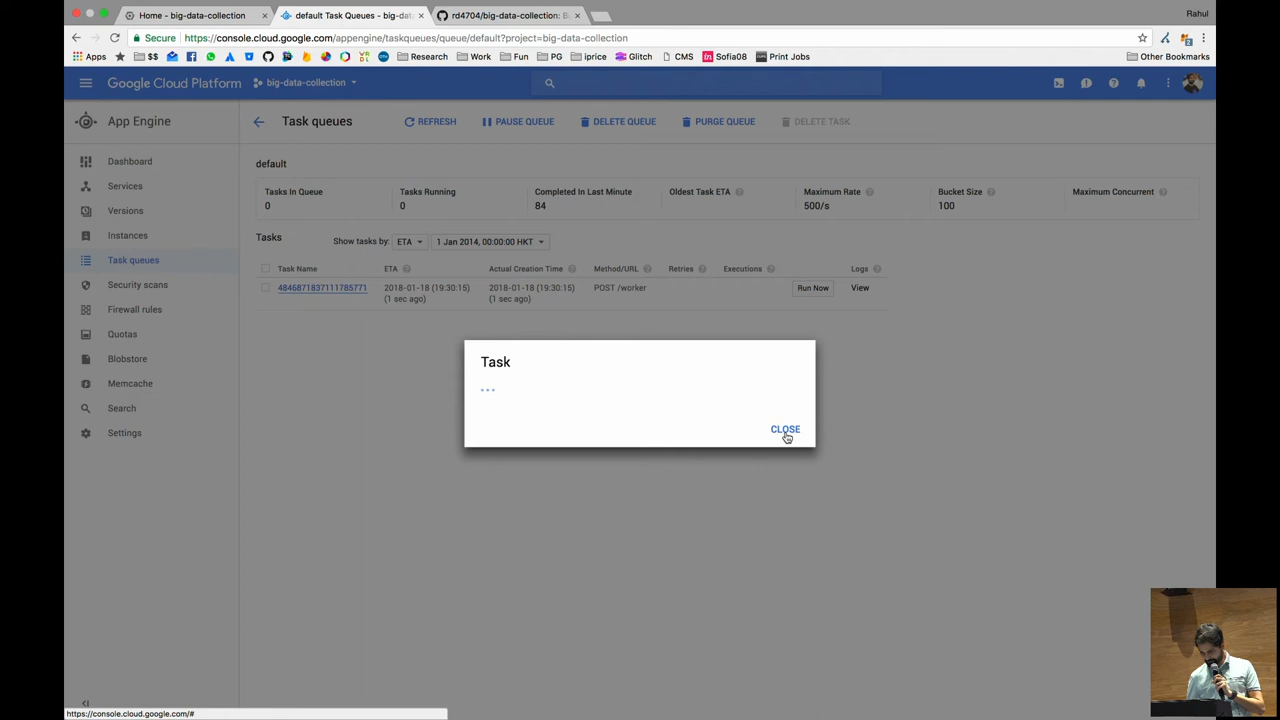 Home - big-data-collection
default Task Queues - big-data
rd4704/big-data-collection: B
Rahul
Secure
https://console.cloud.google.com/appengine/taskqueues/queue/default?project=big-data-collection
Apps
$$
Research
Work
Fun
PG
iprice
Glitch
CMS
Sofia08
Print Jobs
Other Bookmarks
Google Cloud Platform
big-data-collection
App Engine
Task queues
REFRESH
PAUSE QUEUE
DELETE QUEUE
PURGE QUEUE
DELETE TASK
Dashboard
Services
Versions
Instances
Task queues
Security scans
Firewall rules
Quotas
Blobstore
Memcache
Search
Settings
default
Tasks In Queue
0
Tasks Running
0
Completed In Last Minute
84
Oldest Task ETA
Maximum Rate
500/s
Bucket Size
100
Maximum Concurrent
Tasks
Show tasks by:
ETA
1 Jan 2014, 00:00:00 HKT
Task Name
ETA
Actual Creation Time
Method/URL
Retries
Executions
Logs
4846871837111785771
2018-01-18 (19:30:15)
(1 sec ago)
2018-01-18 (19:30:15)
(1 sec ago)
POST /worker
Run Now
View
Task
...
CLOSE
https://console.cloud.google.com/#